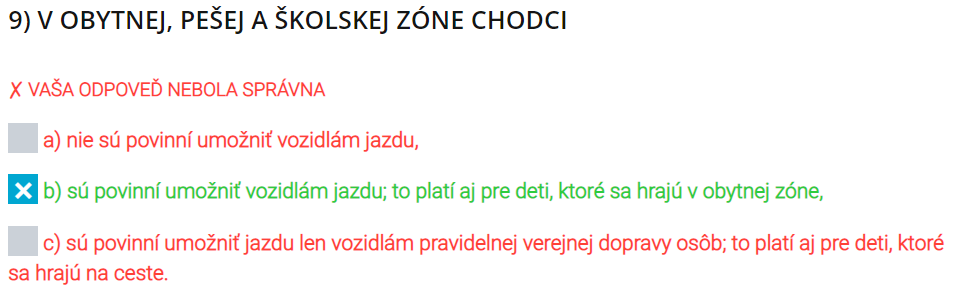 9) V OBYTNEJ, PEŠEJ A ŠKOLSKEJ ZÓNE CHODCI
✗ VAŠA ODPOVEĎ NEBOLA SPRÁVNA
a) nie sú povinní umožniť vozidlám jazdu,
b) sú povinní umožniť vozidlám jazdu; to platí aj pre deti, ktoré sa hrajú v obytnej zóne,
c) sú povinní umožniť jazdu len vozidlám pravidelnej verejnej dopravy osôb; to platí aj pre deti, ktoré
sa hrajú na ceste.